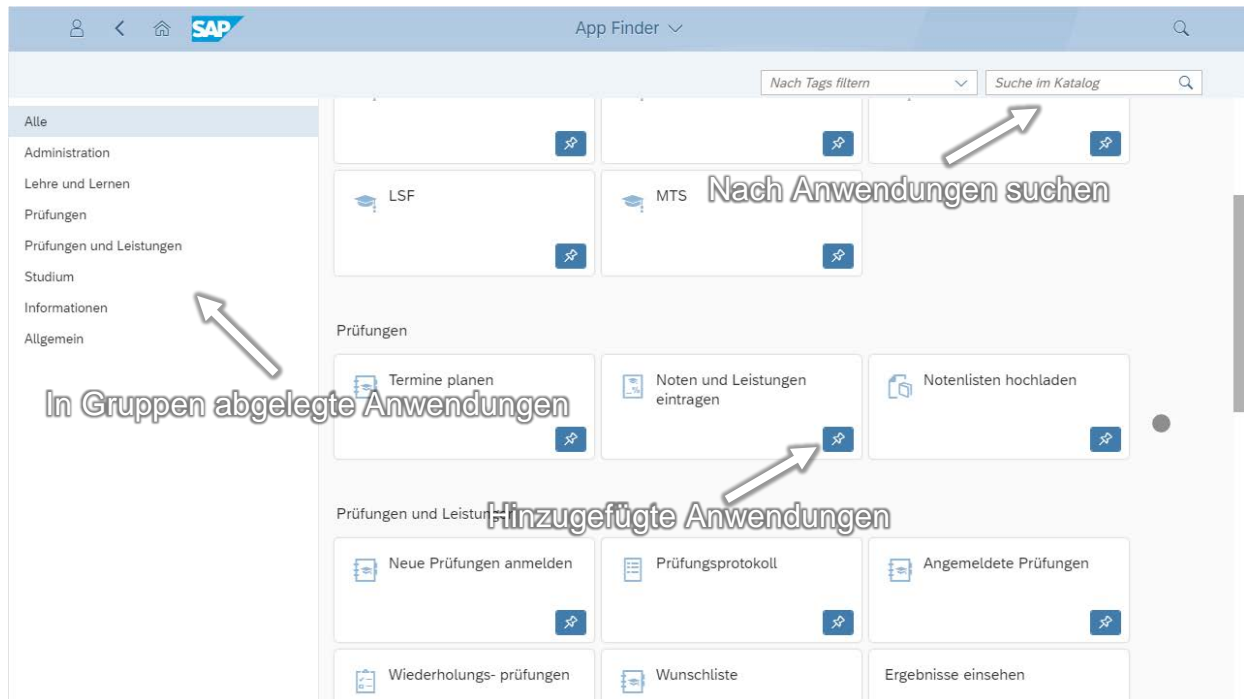 SAP
App Finder
Nach Tags filtern
Suche im Katalog
Alle
Administration
Lehre und Lernen
Prüfungen
Prüfungen und Leistungen
Studium
Informationen
Allgemein
In Gruppen abgelegte Anwendungen
LSF
MTS
Nach Anwendungen suchen
Prüfungen
Termine planen
Noten und Leistungen
eintragen
Notenlisten hochladen
Hinzugefügte Anwendungen
Prüfungen und Leistungen
Neue Prüfungen anmelden
Prüfungsprotokoll
Angemeldete Prüfungen
Wiederholungs- prüfungen
Wunschliste
Ergebnisse einsehen